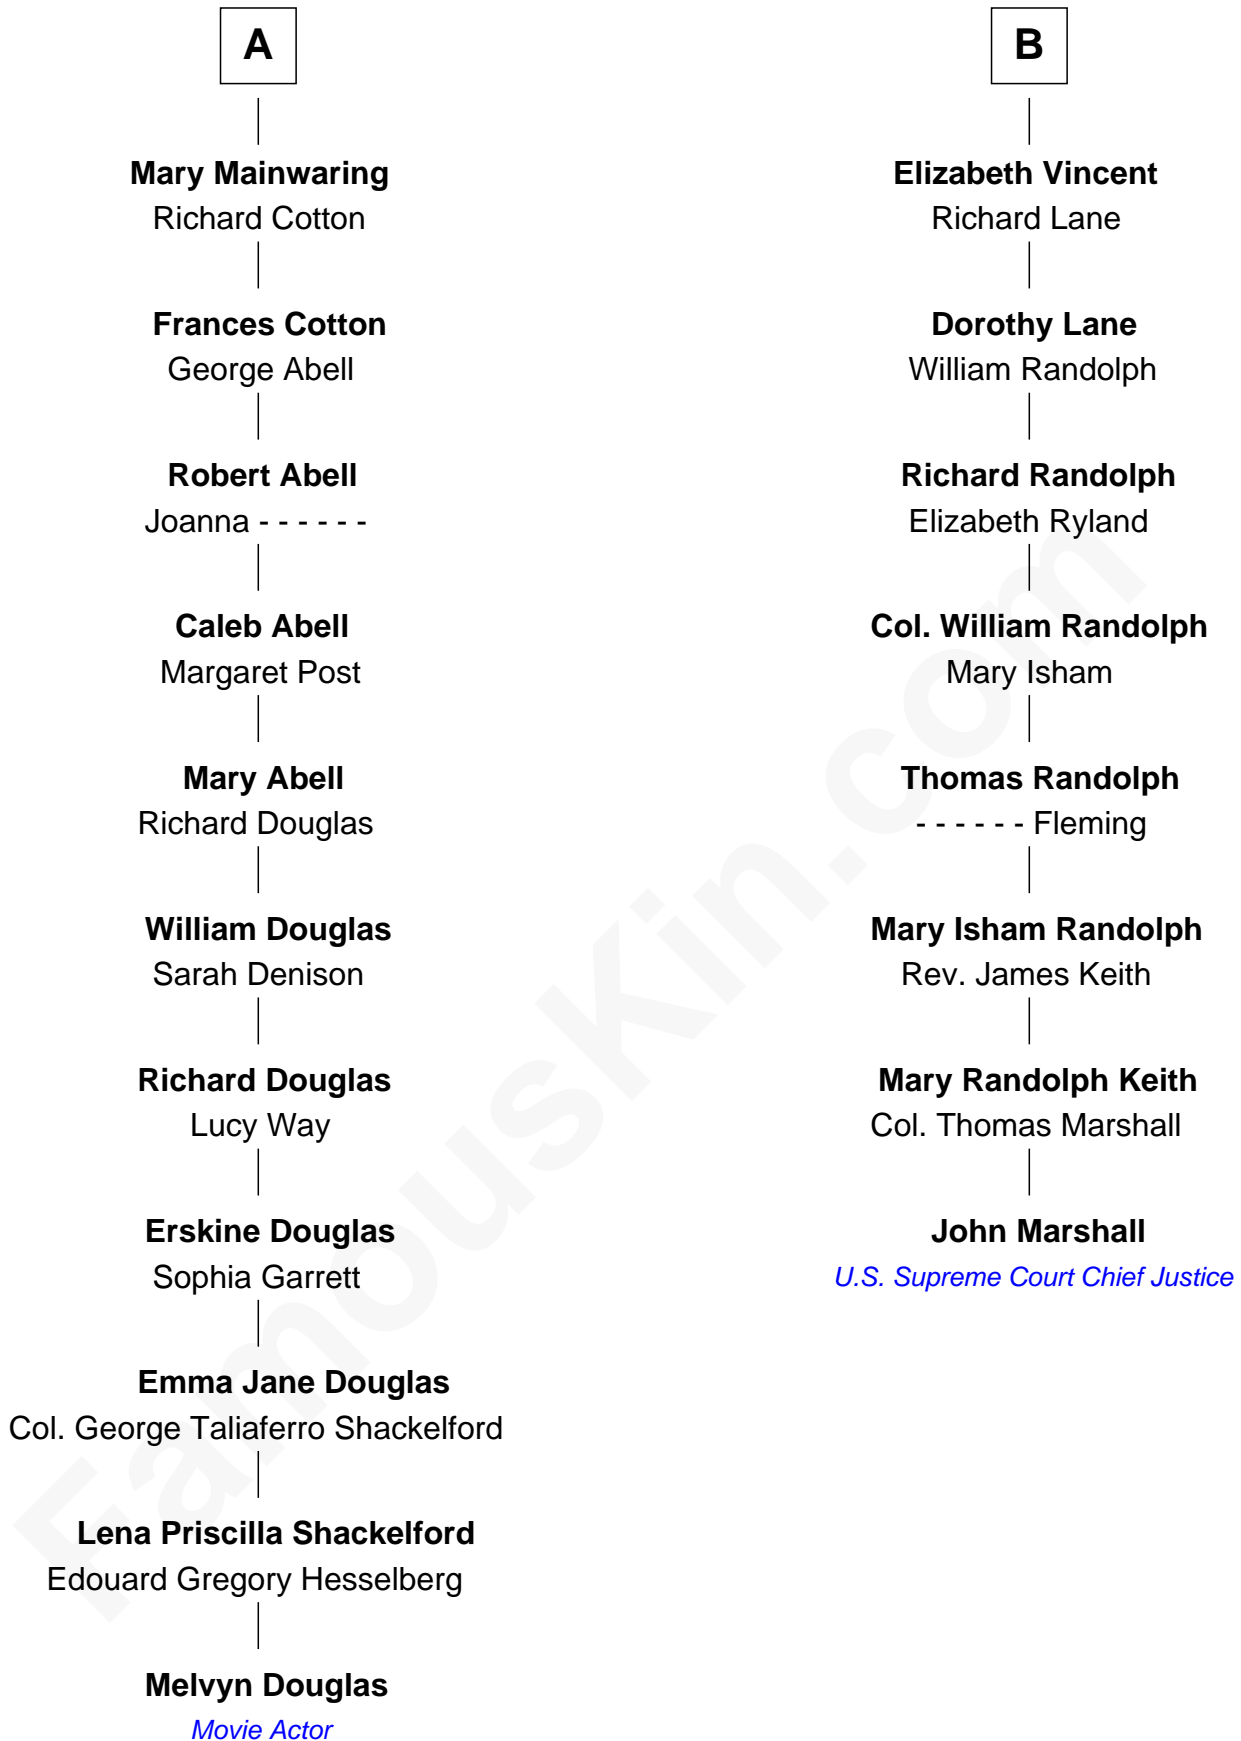 A
Mary Mainwaring
Richard Cotton
Frances Cotton
George Abell
Robert Abell
Joanna - - - - - -
Caleb Abell
Margaret Post
Mary Abell
Richard Douglas
William Douglas
Sarah Denison
Richard Douglas
Lucy Way
Erskine Douglas
Sophia Garrett
Emma Jane Douglas
Col. George Taliaferro Shackelford
Lena Priscilla Shackelford
Edouard Gregory Hesselberg
Melvyn Douglas
Movie Actor
B
Elizabeth Vincent
Richard Lane
Dorothy Lane
William Randolph
Richard Randolph
Elizabeth Ryland
Col. William Randolph
Mary Isham
Thomas Randolph
- - - - - - Fleming
Mary Isham Randolph
Rev. James Keith
Mary Randolph Keith
Col. Thomas Marshall
John Marshall
U.S. Supreme Court Chief Justice
FamousKin.com